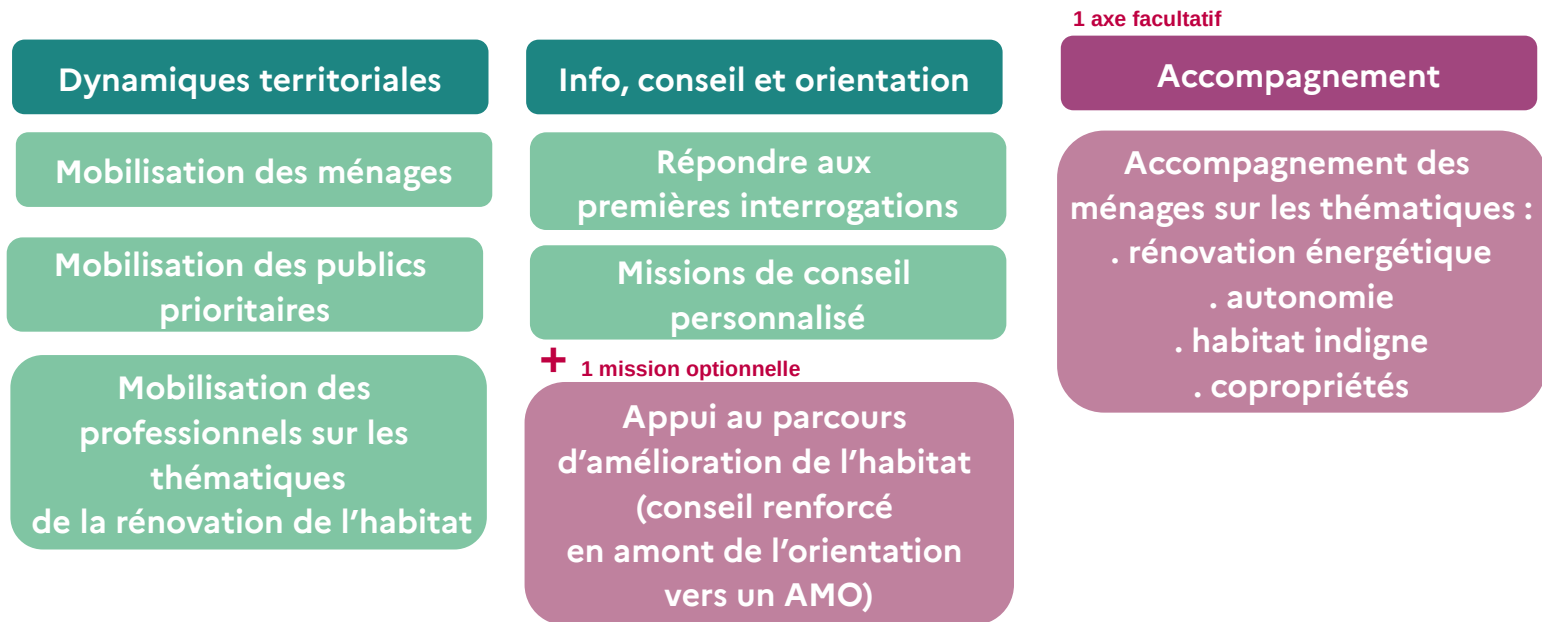 Dynamiques territoriales
Mobilisation des ménages
Mobilisation des publics
prioritaires
Mobilisation des
professionnels sur les
thématiques
de la rénovation de l’habitat
Info, conseil et orientation
Répondre aux
premières interrogations
Missions de conseil
personnalisé
+ 1 mission optionnelle
Appui au parcours
d’amélioration de l’habitat
(conseil renforcé
en amont de l’orientation
vers un AMO)
1 axe facultatif
Accompagnement
Accompagnement des
ménages sur les thématiques :
. rénovation énergétique
. autonomie
. habitat indigne
. copropriétés